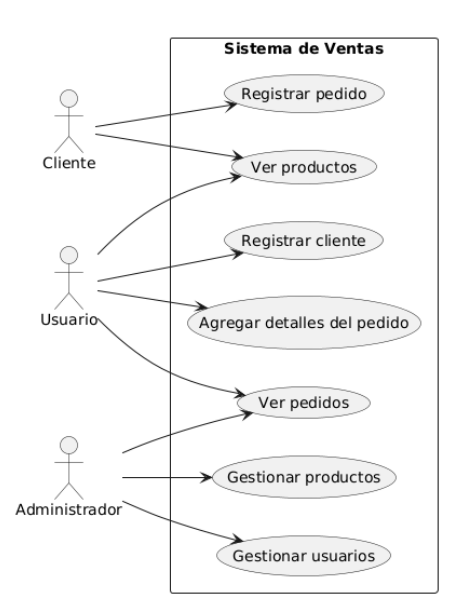 Sistema de Ventas
Registrar pedido
Cliente
Ver productos
Registrar cliente
Usuario
Agregar detalles del pedido
Ver pedidos
Gestionar productos
Administrador
Gestionar usuarios